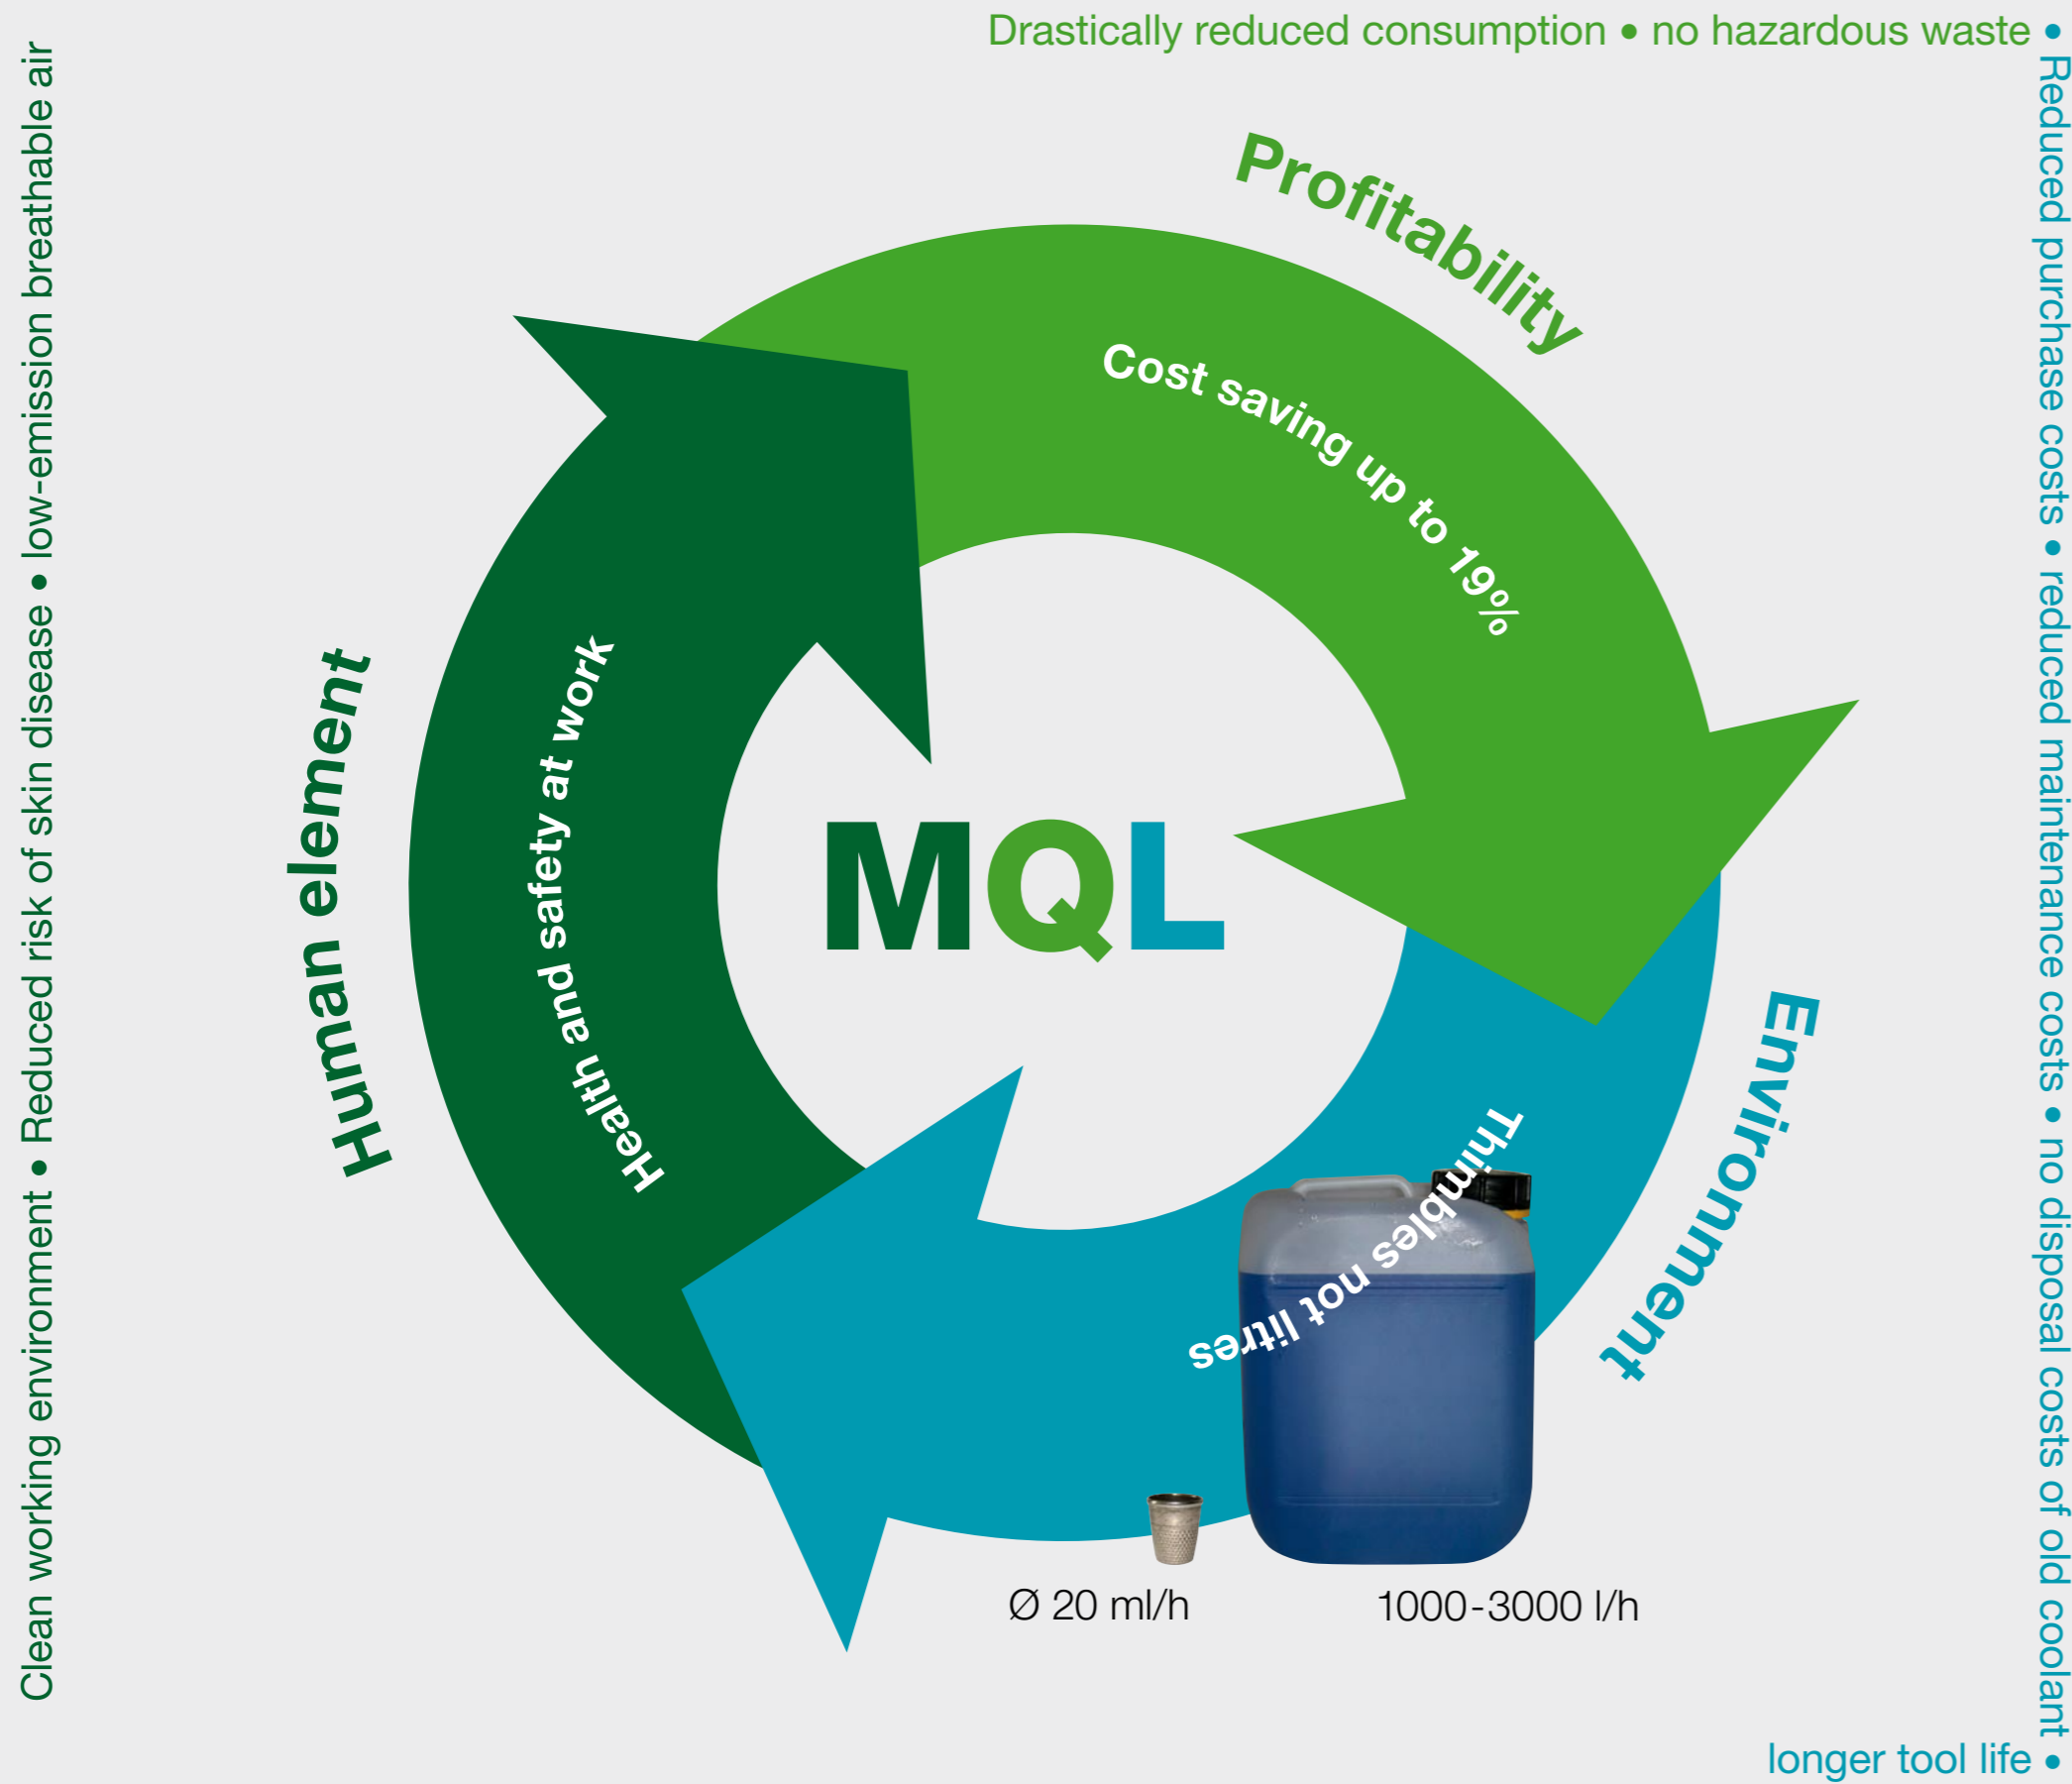 Drastically reduced consumption • no hazardous waste •
Reduced purchase costs • reduced maintenance costs • no disposal costs of old coolant •
longer tool life •
Clean working environment • Reduced risk of skin disease • low-emission breathable air
Profitability
Cost saving up to 19%
Human element
Health and safety at work
MQL
Environment
Thimbles not litres
Ø 20 ml/h
1000-3000 l/h